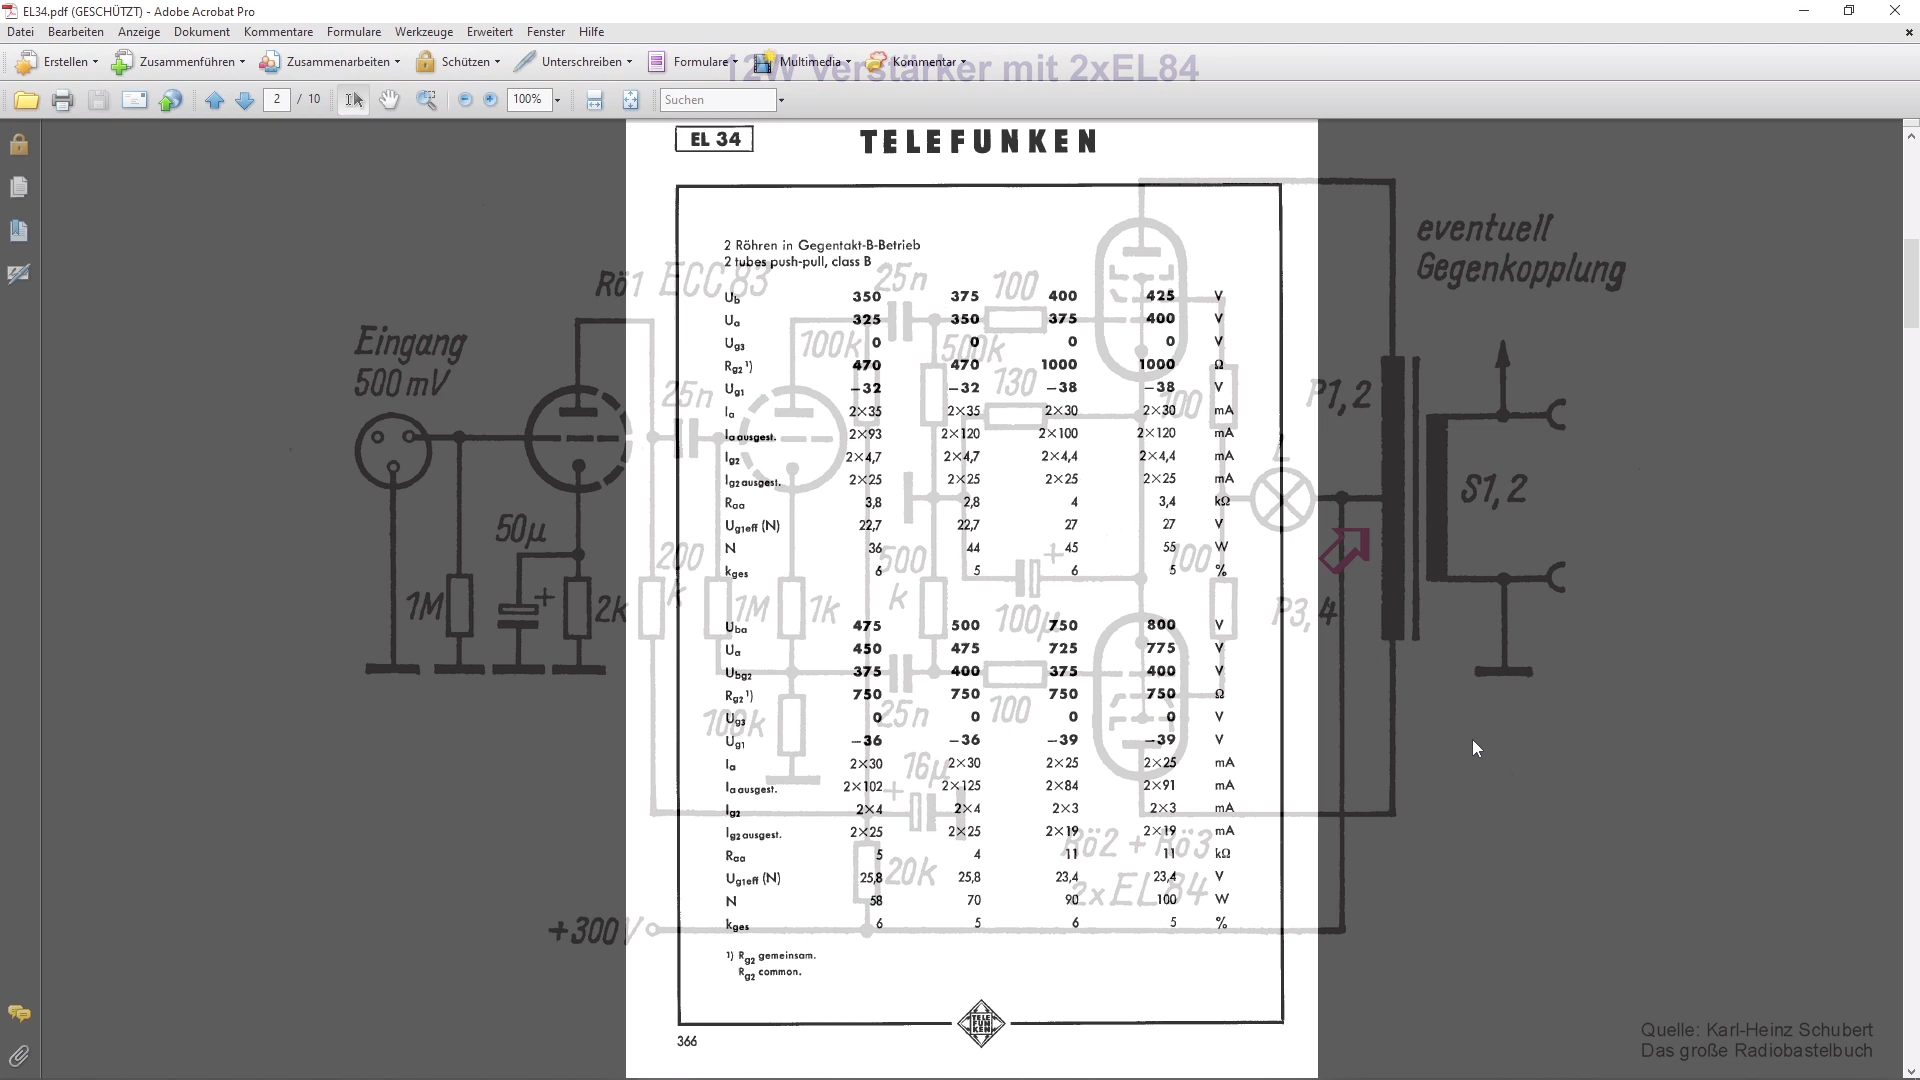 EL34.pdf (GESCHÜTZT) - Adobe Acrobat Pro
Datei Bearbeiten Anzeige Dokument Kommentare Formulare Werkzeuge Erweitert Fenster Hilfe
Erstellen Zusammenführen Zusammenarbeiten Schützen Unterschreiben Formulare Multimedia Kommentar
12W Verstärker mit 2xEL84
2 / 10 100% Suchen
EL 34 TELEFUNKEN
2 Röhren in Gegentakt-B-Betrieb
2 tubes push-pull, class B
Ub 350 375 400 425 V
Ua 325 350 375 400 V
Ug3 0 0 0 0 V
Rg2 ¹) 470 470 1000 1000 Ω
Ug1 −32 −32 −38 −38 V
Ia 2×35 2×35 2×30 2×30 mA
Ia ausgest. 2×93 2×120 2×100 2×120 mA
Ig2 2×4,7 2×4,7 2×4,4 2×4,4 mA
Ig2 ausgest. 2×25 2×25 2×25 2×25 mA
Raa 3,8 2,8 4 3,4 kΩ
Ug1eff (N) 22,7 22,7 27 27 V
N 36 44 45 55 W
kges 6 5 6 5 %
Uba 475 500 750 800 V
Ua 450 475 725 775 V
Ubg2 375 400 375 400 V
Rg2 ¹) 750 750 750 750 Ω
Ug3 0 0 0 0 V
Ug1 −36 −36 −39 −39 V
Ia 2×30 2×30 2×25 2×25 mA
Ia ausgest. 2×102 2×125 2×84 2×91 mA
Ig2 2×4 2×4 2×3 2×3 mA
Ig2 ausgest. 2×25 2×25 2×19 2×19 mA
Raa 5 4 11 11 kΩ
Ug1eff (N) 25,8 25,8 23,4 23,4 V
N 58 70 90 100 W
kges 6 5 6 5 %
¹) Rg2 gemeinsam.
Rg2 common.
TELE
FUN
KEN
366
Eingang
500 mV
Rö1 ECC 83
25n
100
100k
500k
130
25n
100
P1,2
eventuell
Gegenkopplung
S1,2
L
50µ
+
1M
2k
200
k
1M
1k
500
k
+
100µ
100
P3,4
100k
25n
100
16µ
+
20k
Rö2 + Rö3
2xEL84
+300V
Quelle: Karl-Heinz Schubert
Das große Radiobastelbuch